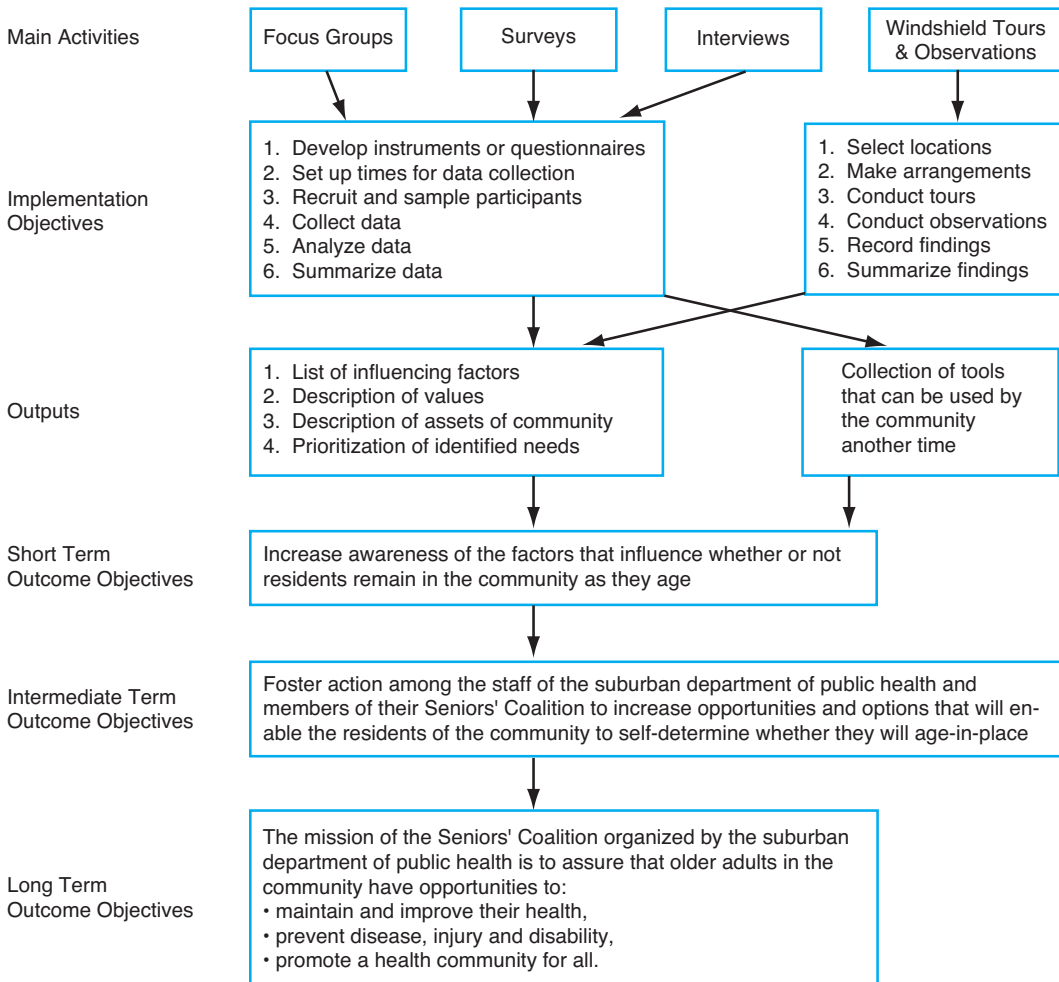 Main Activities
Focus Groups
Surveys
Interviews
Windshield Tours
& Observations
Implementation
Objectives
1. Develop instruments or questionnaires
2. Set up times for data collection
3. Recruit and sample participants
4. Collect data
5. Analyze data
6. Summarize data
1. Select locations
2. Make arrangements
3. Conduct tours
4. Conduct observations
5. Record findings
6. Summarize findings
Outputs
1. List of influencing factors
2. Description of values
3. Description of assets of community
4. Prioritization of identified needs
Collection of tools
that can be used by
the community
another time
Short Term
Outcome Objectives
Increase awareness of the factors that influence whether or not
residents remain in the community as they age
Intermediate Term
Outcome Objectives
Foster action among the staff of the suburban department of public health and
members of their Seniors' Coalition to increase opportunities and options that will en-
able the residents of the community to self-determine whether they will age-in-place
Long Term
Outcome Objectives
The mission of the Seniors' Coalition organized by the suburban
department of public health is to assure that older adults in the
community have opportunities to:
• maintain and improve their health,
• prevent disease, injury and disability,
• promote a health community for all.